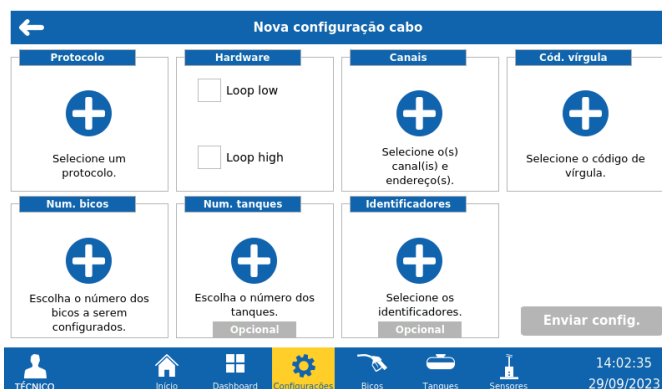 Nova configuração cabo
Protocolo
Selecione um
protocolo.
Hardware
Loop low
Loop high
Canais
Selecione o(s)
canal(is) e
endereço(s).
Cód. vírgula
Selecione o código de
vírgula.
Num. bicos
Escolha o número dos
bicos a serem
configurados.
Num. tanques
Escolha o número dos
tanques.
Opcional
Identificadores
Selecione os
identificadores.
Opcional
Enviar config.
TÉCNICO
Início
Dashboard
Configurações
Bicos
Tanques
Sensores
14:02:35
29/09/2023